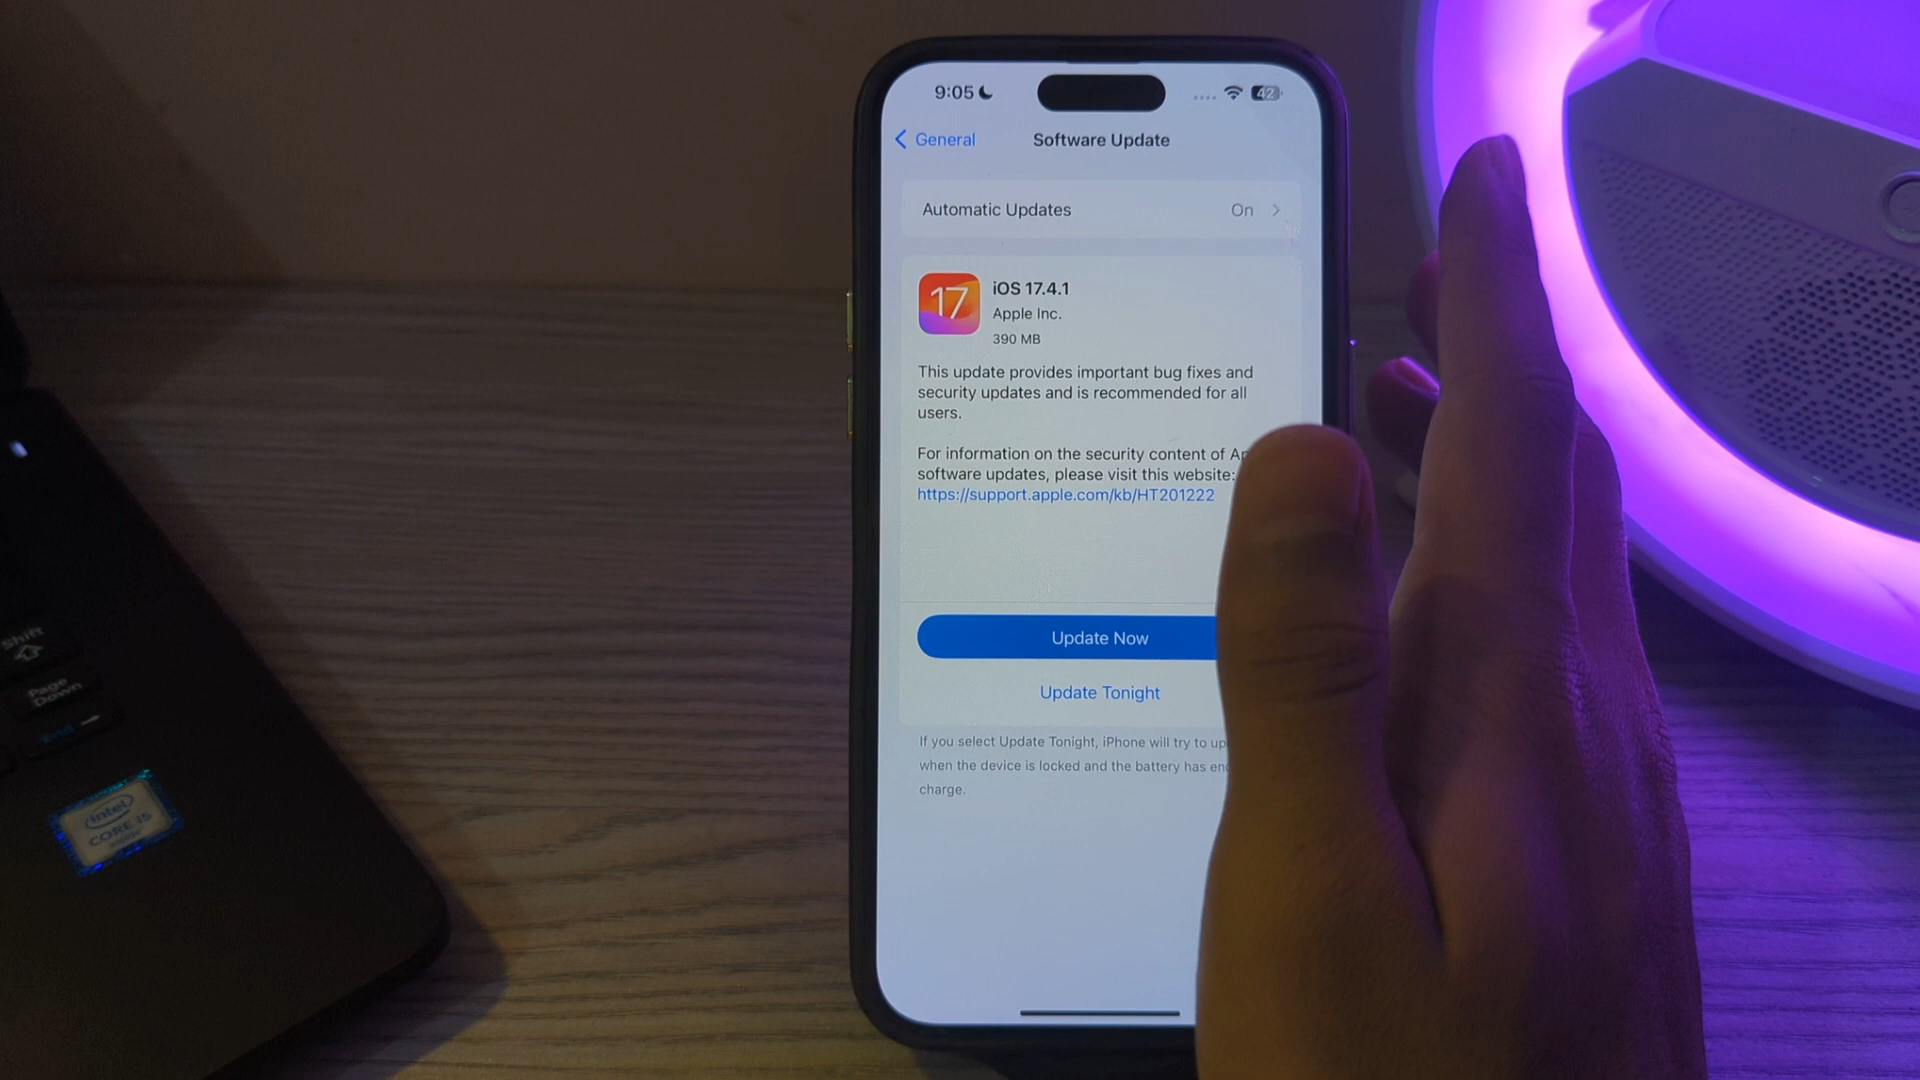 9:05
42
General
Software Update
Automatic Updates
On
17
iOS 17.4.1
Apple Inc.
390 MB
This update provides important bug fixes and
security updates and is recommended for all
users.
For information on the security content of
software updates, please visit this website:
https://support.apple.com/kb/HT201222
Update Now
Update Tonight
If you select Update Tonight, iPhone will try to
when the device is locked and the battery has
charge.
Shift
Page
Down
End
intel
CORE i5